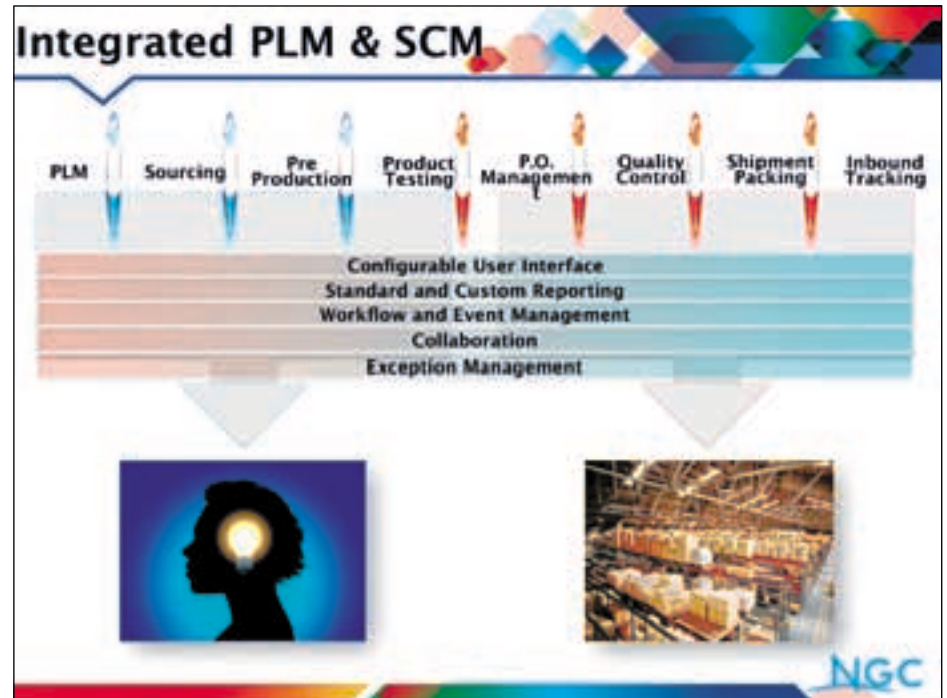 Integrated PLM & SCM
PLM
Sourcing
Pre
Production
Product
Testing
P.O.
Managemen
t
Quality
Control
Shipment
Packing
Inbound
Tracking
Configurable User Interface
Standard and Custom Reporting
Workflow and Event Management
Collaboration
Exception Management
NGC